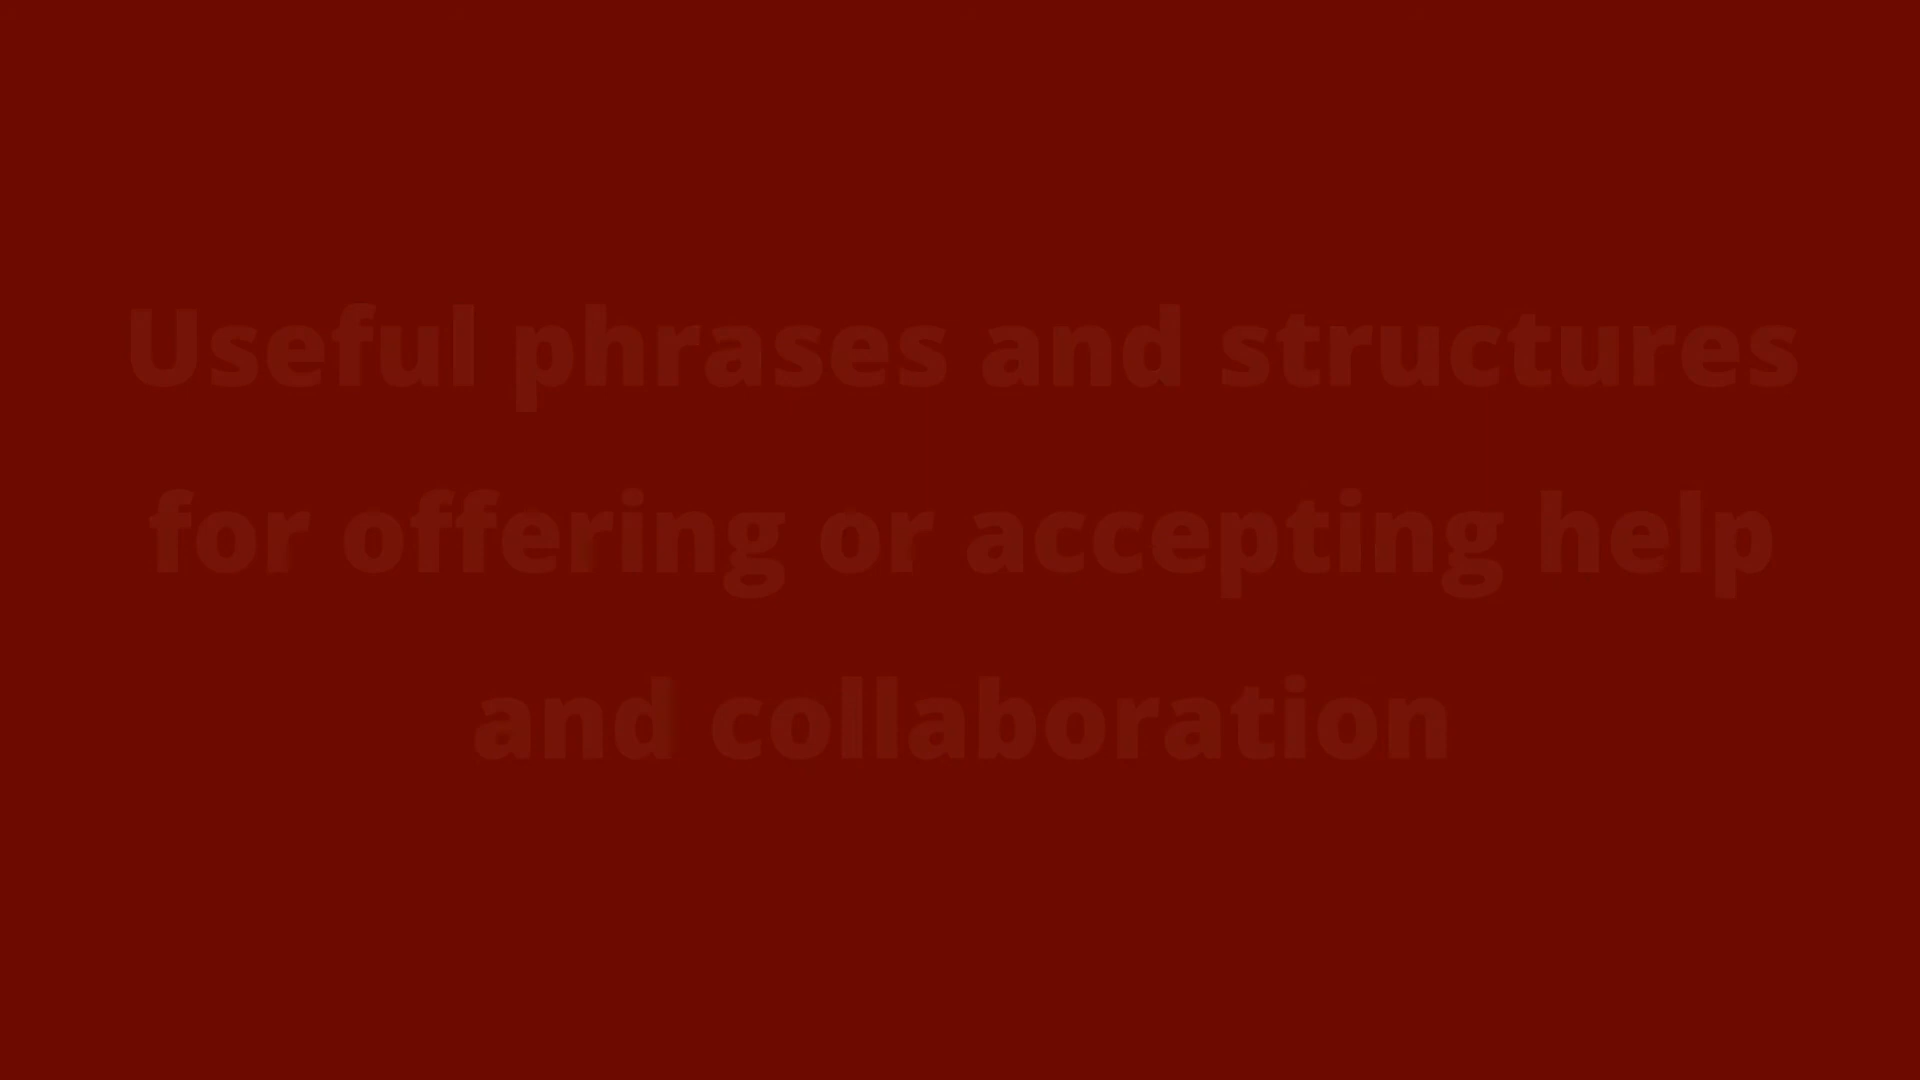 Useful phrases and structures
for offering or accepting help
and collaboration